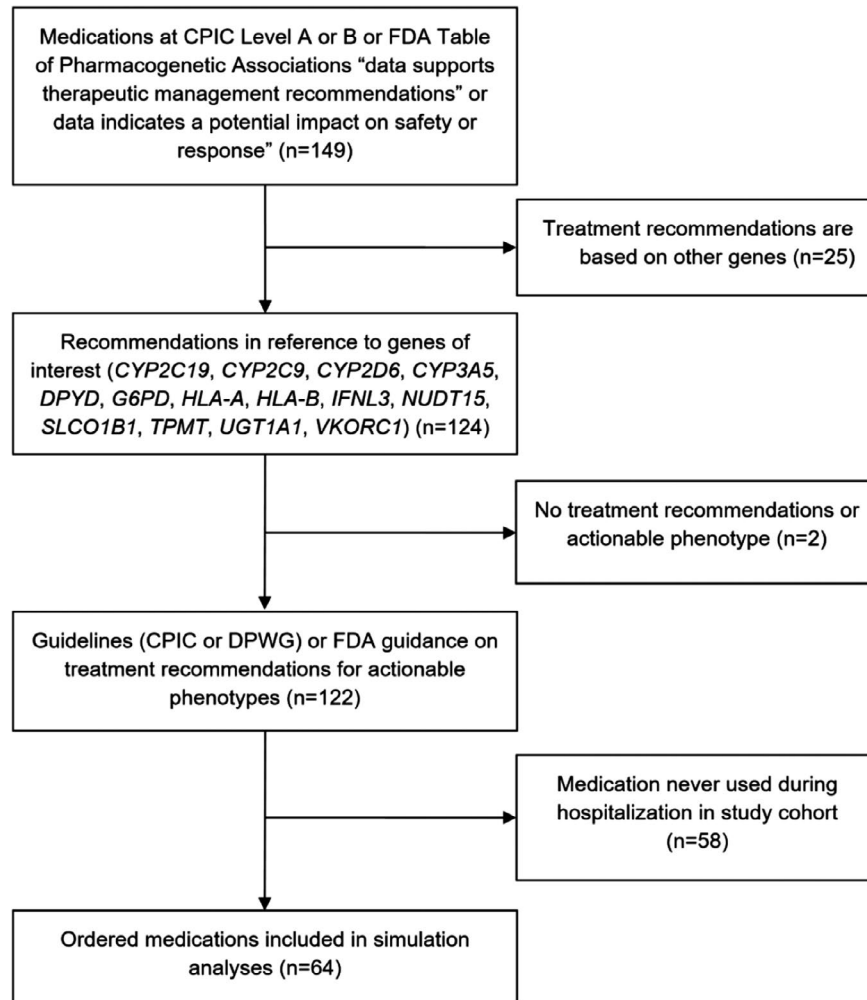 Medications at CPIC Level A or B or FDA Table
of Pharmacogenetic Associations “data supports
therapeutic management recommendations” or
data indicates a potential impact on safety or
response” (n=149)
Treatment recommendations are
based on other genes (n=25)
Recommendations in reference to genes of
interest (CYP2C19, CYP2C9, CYP2D6, CYP3A5,
DPYD, G6PD, HLA-A, HLA-B, IFNL3, NUDT15,
SLCO1B1, TPMT, UGT1A1, VKORC1) (n=124)
No treatment recommendations or
actionable phenotype (n=2)
Guidelines (CPIC or DPWG) or FDA guidance on
treatment recommendations for actionable
phenotypes (n=122)
Medication never used during
hospitalization in study cohort
(n=58)
Ordered medications included in simulation
analyses (n=64)